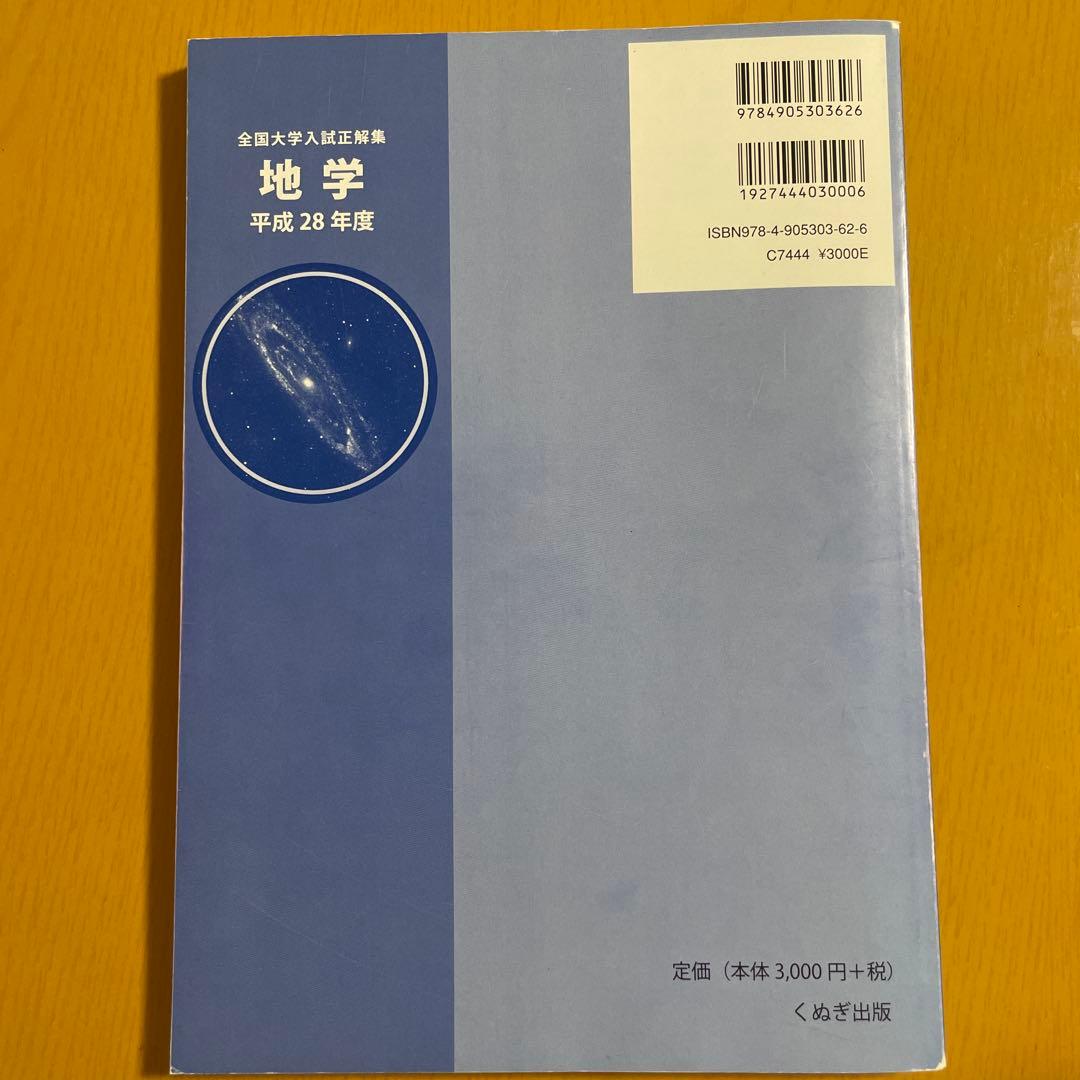 全国大学入試正解集
地学
平成28年度
9784905303626
1927444030006
ISBN978-4-905303-62-6
C7444 ¥3000E
定価（本体3,000円＋税）
くぬぎ出版